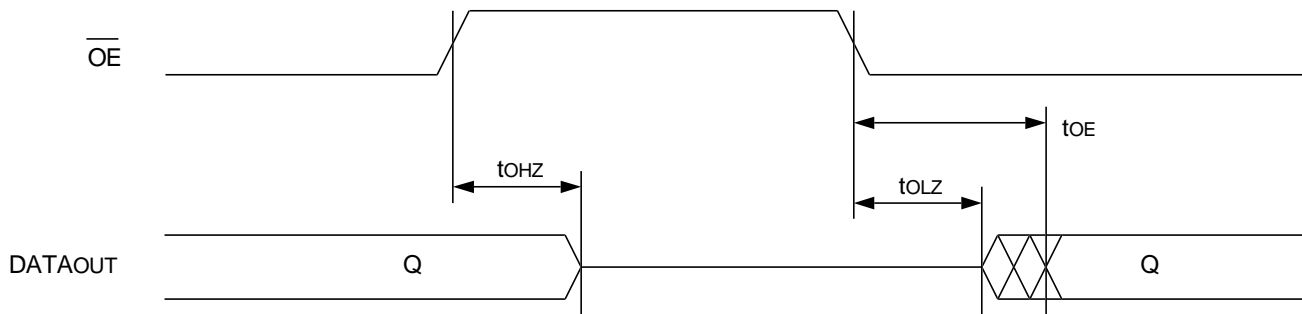 OE
tOE
tOHZ
tOLZ
DATAOUT
Q
Q